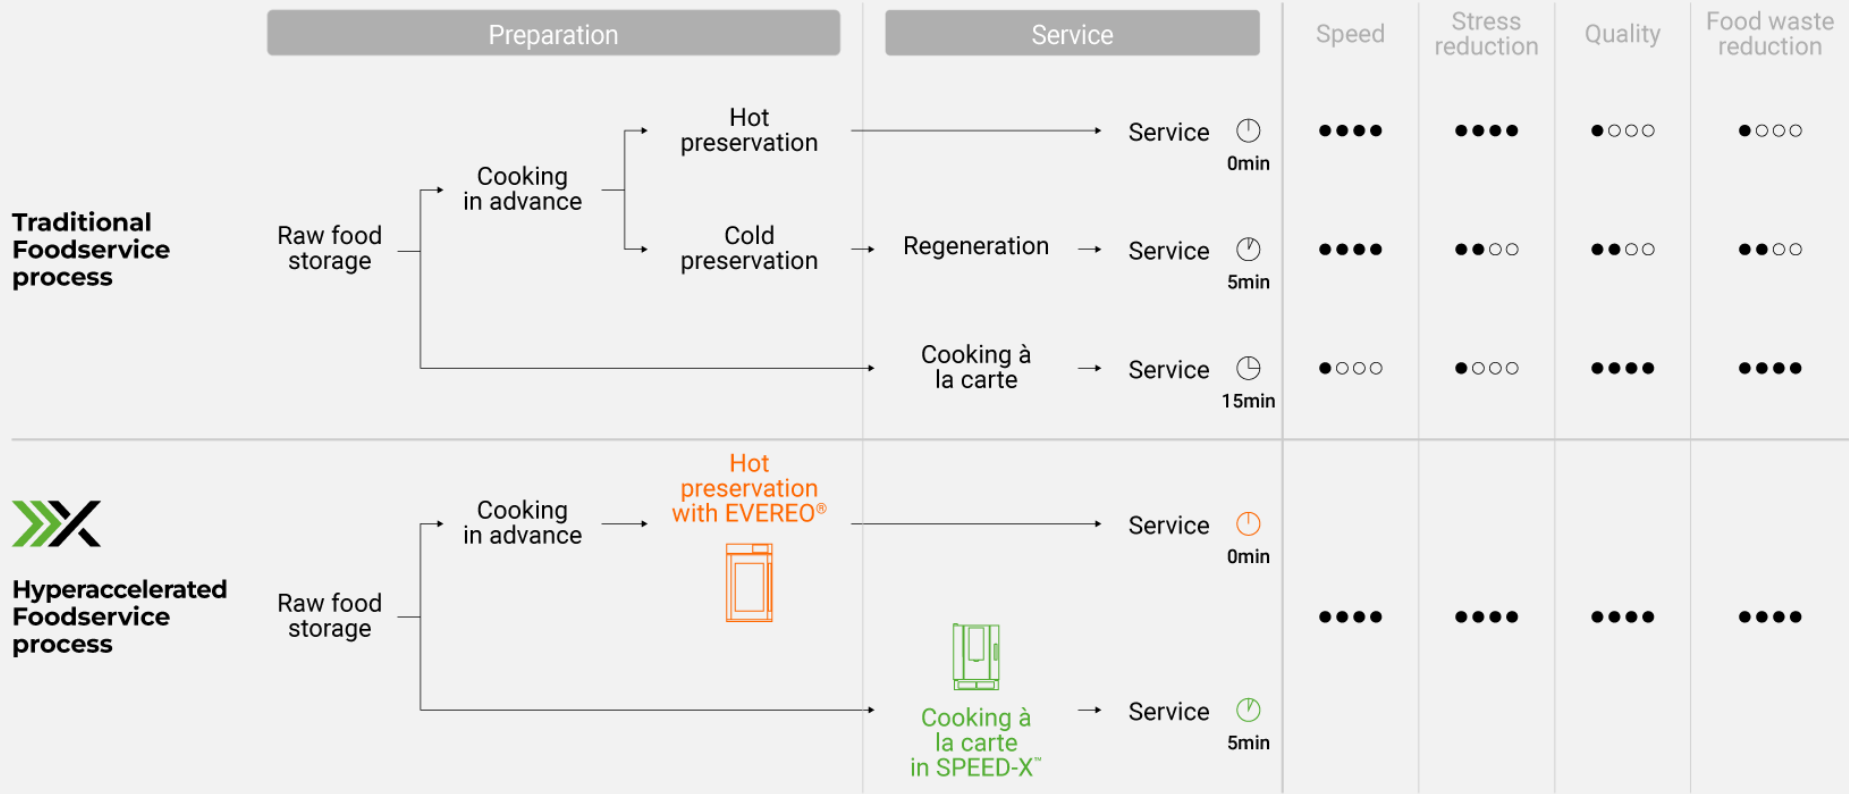 Preparation
Service
Speed
Stress
reduction
Quality
Food waste
reduction
Traditional
Foodservice
process
Raw food
storage
Cooking
in advance
Hot
preservation
Service
0min
Cold
preservation
Regeneration
Service
5min
Cooking à
la carte
Service
15min
Hyperaccelerated
Foodservice
process
Raw food
storage
Cooking
in advance
Hot
preservation
with EVEREO®
Service
0min
Cooking à
la carte
in SPEED-X™
Service
5min